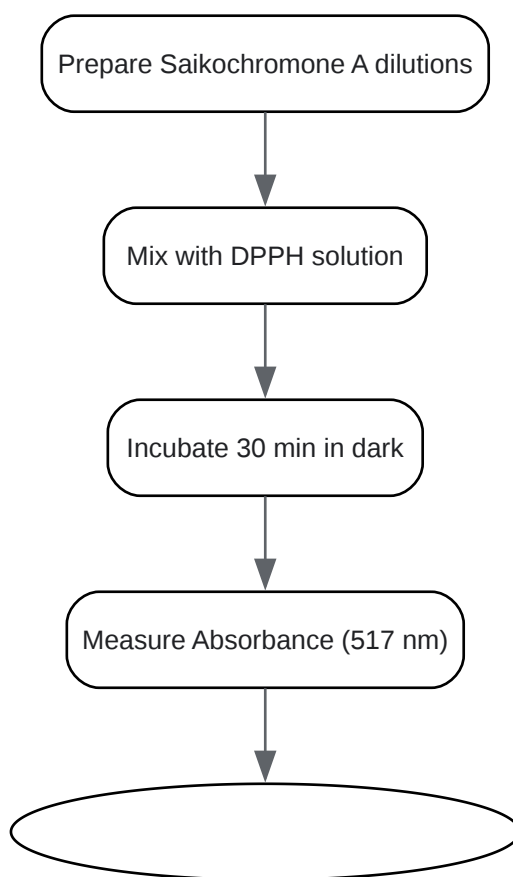 Prepare Saikochromone A dilutions
Mix with DPPH solution
Incubate 30 min in dark
Measure Absorbance (517 nm)